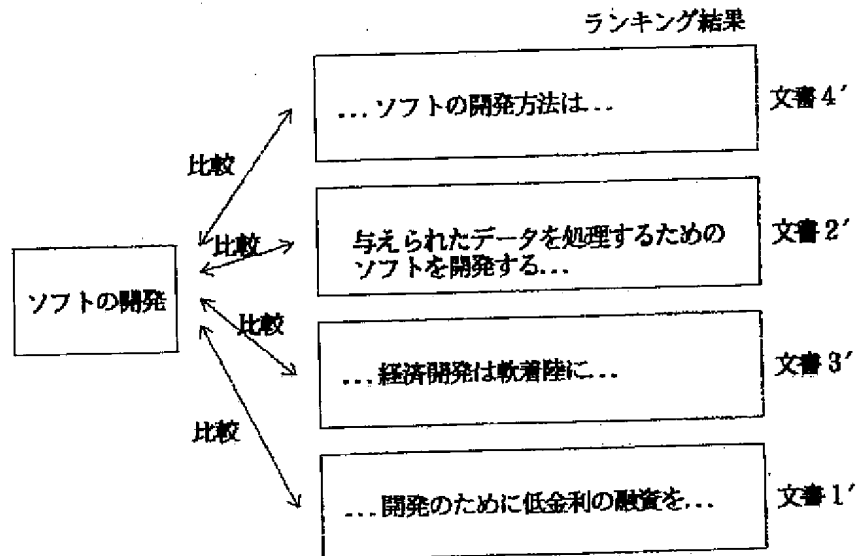 ランキング結果
...ソフトの開発方法は...
文書4′
比較
比較
与えられたデータを処理するための
ソフトを開発する...
文書2′
ソフトの開発
比較
...経済開発は軟着陸に...
文書3′
比較
...開発のために低金利の融資を...
文書1′